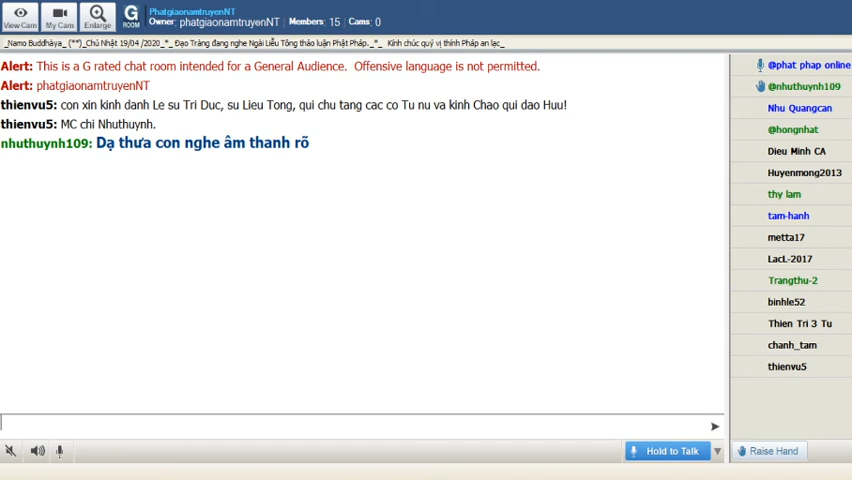 View Cam
My Cam
Enlarge
G
ROOM
PhatgiaonamtruyenNT
Owner: phatgiaonamtruyenNT Members: 15 Cams: 0
_Namo Buddhàya_ (**)_Chủ Nhật 19/04 /2020_*_ Đạo Tràng đang nghe Ngài Liễu Tông thảo luận Phật Pháp._*_ Kính chúc quý vị thính Pháp an lạc_
Alert: This is a G rated chat room intended for a General Audience. Offensive language is not permitted.
Alert: phatgiaonamtruyenNT
thienvu5: con xin kinh danh Le su Tri Duc, su Lieu Tong, qui chu tang cac co Tu nu va kinh Chao qui dao Huu!
thienvu5: MC chi Nhuthuynh.
nhuthuynh109: Dạ thưa con nghe âm thanh rõ
@phat phap online
@nhuthuynh109
Nhu Quangcan
@hongnhat
Dieu Minh CA
Huyenmong2013
thy lam
tam-hanh
metta17
LacL-2017
Trangthu-2
binhle52
Thien Tri 3 Tu
chanh_tam
thienvu5
Hold to Talk
Raise Hand